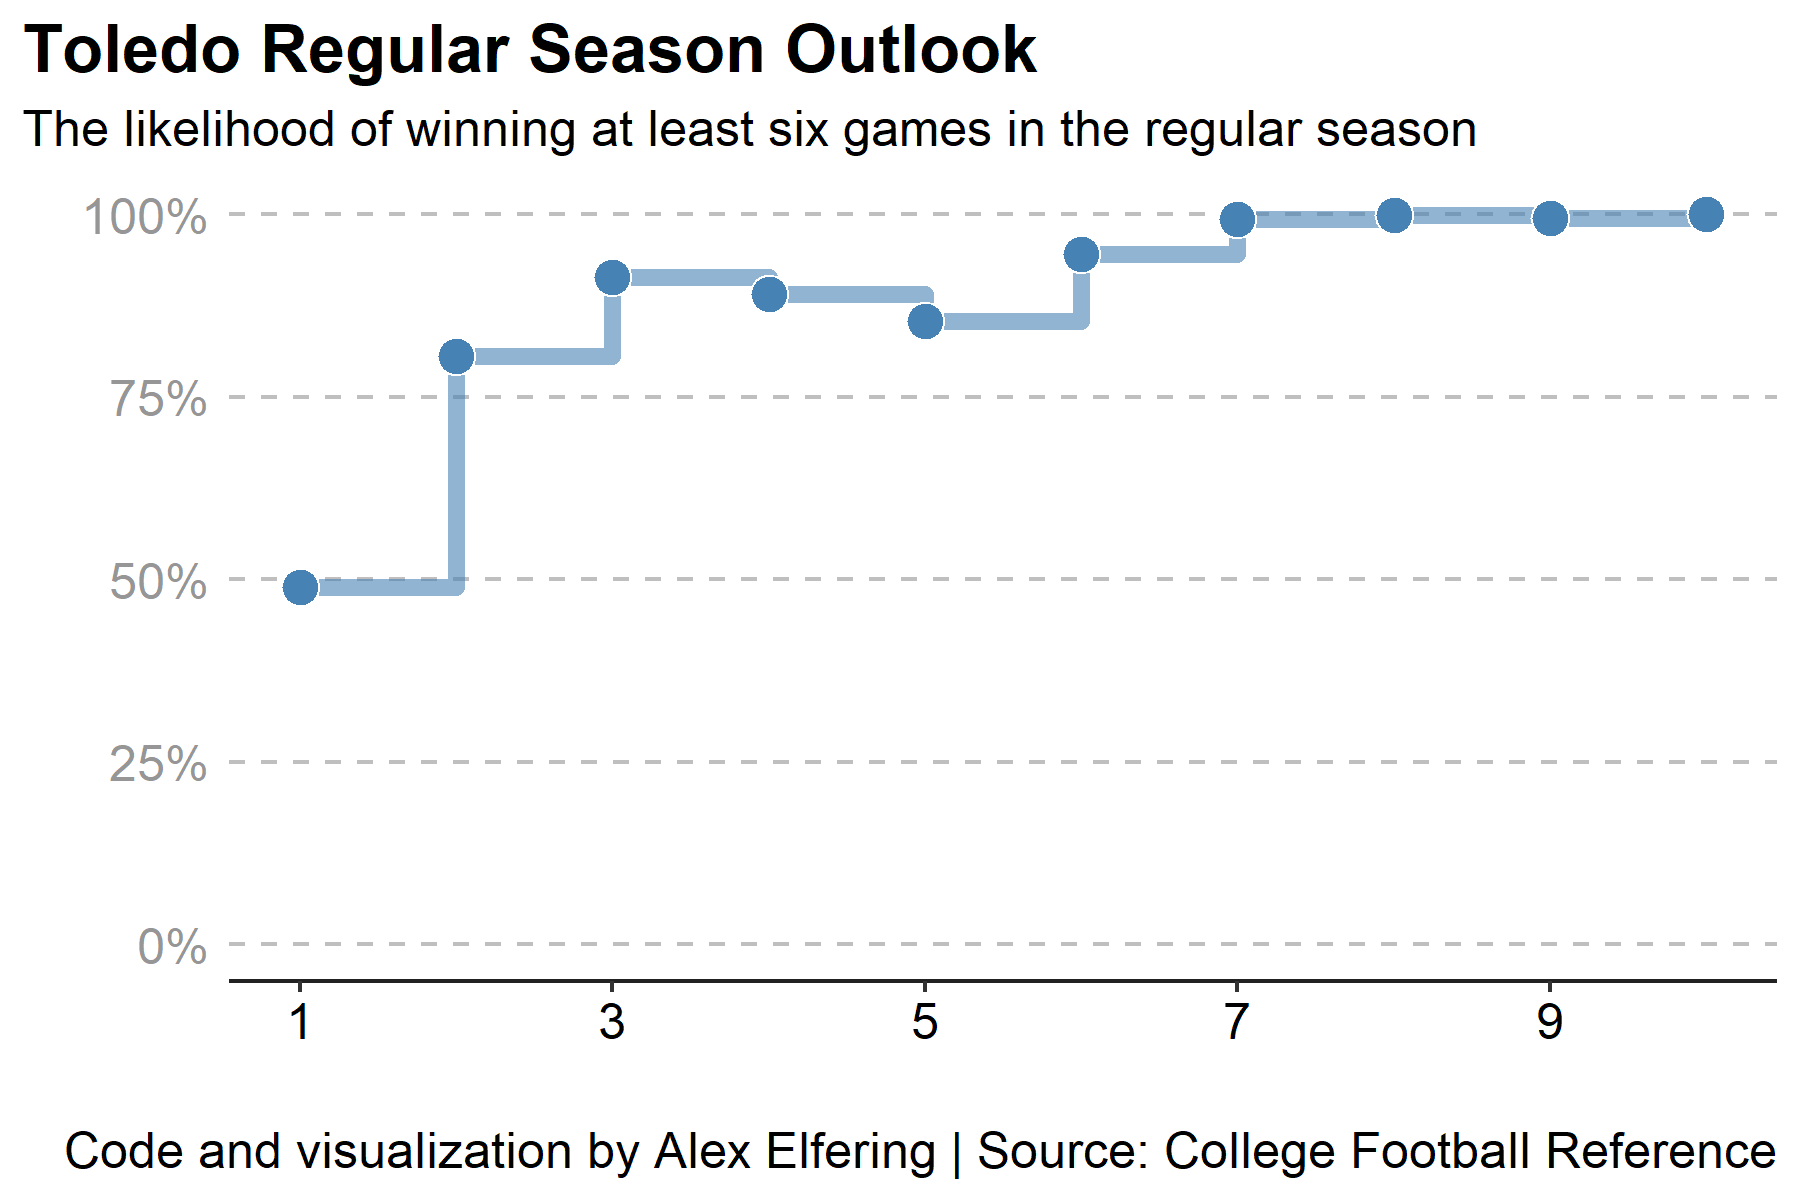 Toledo Regular Season Outlook
The likelihood of winning at least six games in the regular season
100%
75%
50%
25%
0%
1 3 5 7 9
Code and visualization by Alex Elfering | Source: College Football Reference